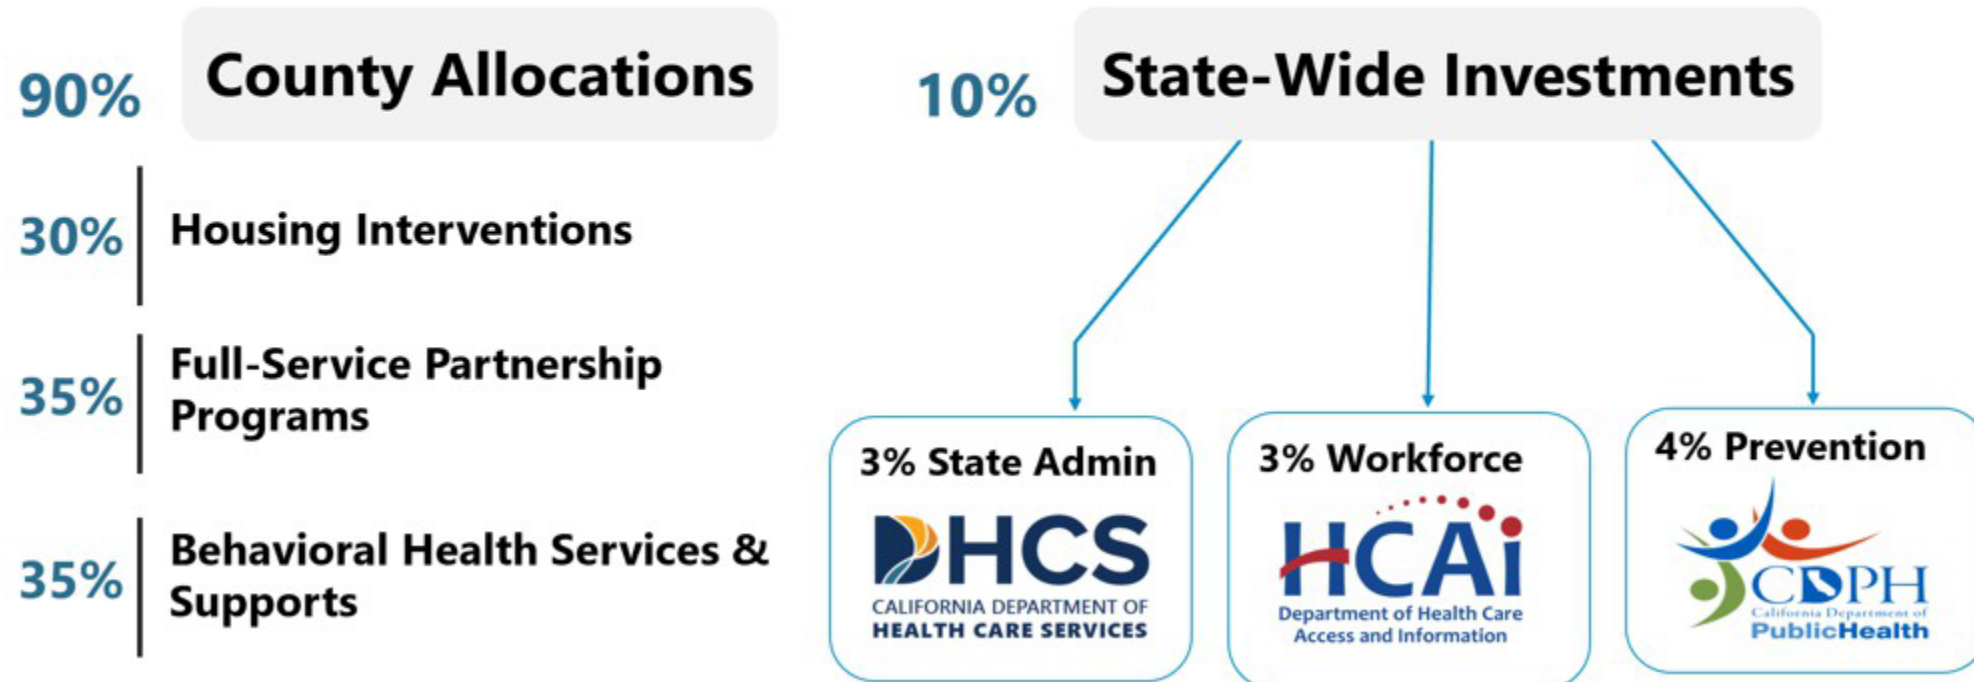 90% County Allocations
30% Housing Interventions
35% Full-Service Partnership
Programs
35% Behavioral Health Services &
Supports
10% State-Wide Investments
3% State Admin
DHCS
CALIFORNIA DEPARTMENT OF
HEALTH CARE SERVICES
3% Workforce
HCAi
Department of Health Care
Access and Information
4% Prevention
CDPH
California Department of
PublicHealth